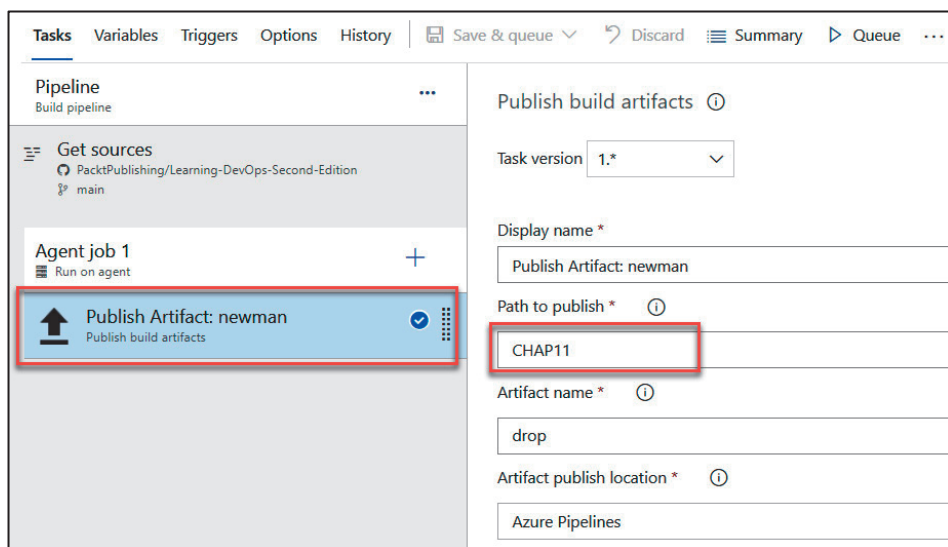 Tasks Variables Triggers Options History Save & queue Discard Summary Queue ...
Pipeline
Build pipeline
...
Get sources
PacktPublishing/Learning-DevOps-Second-Edition
main
Agent job 1
Run on agent
Publish Artifact: newman
Publish build artifacts
Publish build artifacts
Task version 1.*
Display name *
Publish Artifact: newman
Path to publish *
CHAP11
Artifact name *
drop
Artifact publish location *
Azure Pipelines